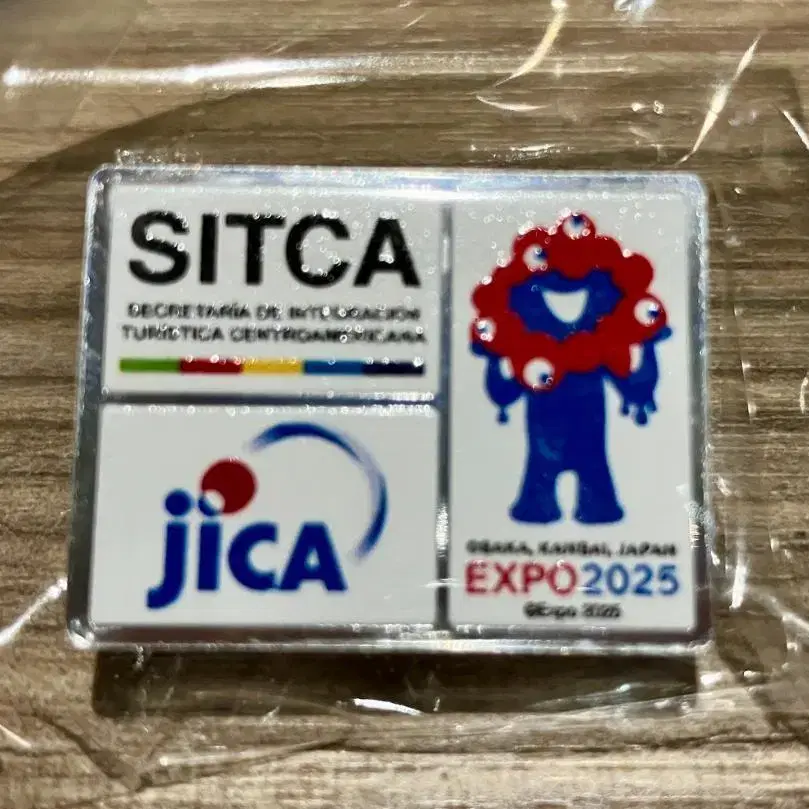 SITCA
SECRETARÍA DE INTEGRACIÓN
TURÍSTICA CENTROAMERICANA
jica
OSAKA, KANSAI, JAPAN
EXPO2025
©Expo 2025